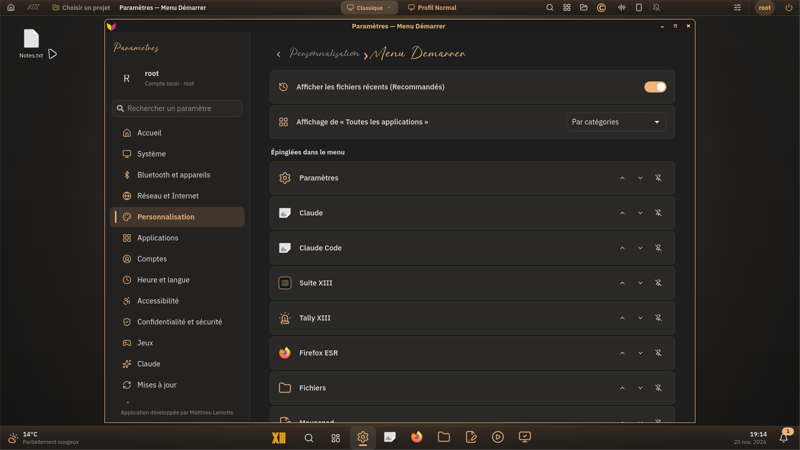 Choisir un projet
Paramètres — Menu Démarrer
Classique
Profil Normal
root
Notes.txt
Paramètres — Menu Démarrer
Paramètres
R
root
Compte local · root
Rechercher un paramètre
Accueil
Système
Bluetooth et appareils
Réseau et Internet
Personnalisation
Applications
Comptes
Heure et langue
Accessibilité
Confidentialité et sécurité
Jeux
Claude
Mises à jour
Application développée par Matthieu Lamotte
Personnalisation
Menu Démarrer
Afficher les fichiers récents (Recommandés)
Affichage de « Toutes les applications »
Par catégories
Épinglées dans le menu
Paramètres
Claude
Claude Code
Suite XIII
Tally XIII
Firefox ESR
Fichiers
14°C
Partiellement nuageux
XIII
19:14
20 nov. 2026
1